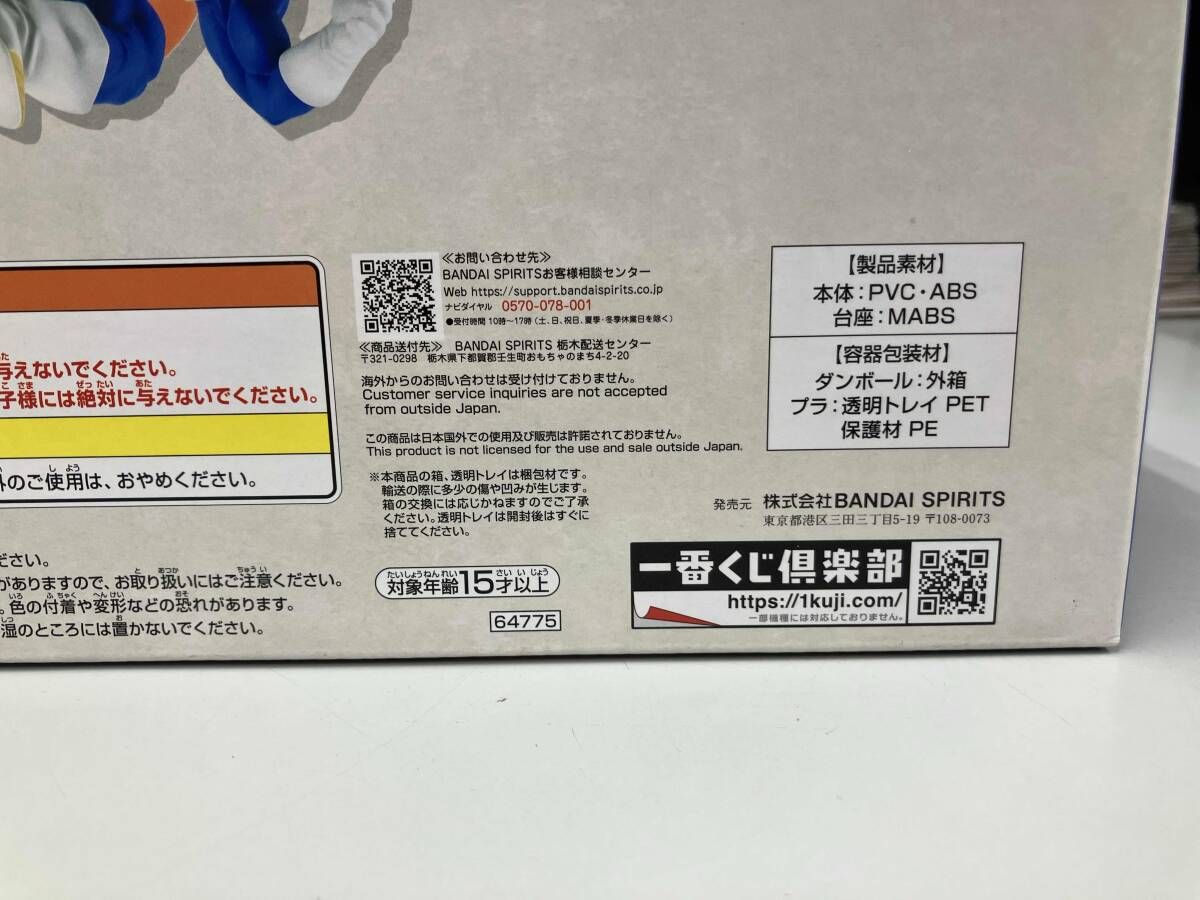 与えないでください。
子様には絶対に与えないでください。
のご使用は、おやめください。
ださい。
がありますので、お取り扱いにはご注意ください。
。色の付着や変形などの恐れがあります。
湿のところには置かないでください。
≪お問い合わせ先≫
BANDAI SPIRITSお客様相談センター
Web https://support.bandaispirits.co.jp
ナビダイヤル 0570-078-001
●受付時間 10時～17時(土、日、祝日、夏季・冬季休業日を除く)
≪商品送付先≫ BANDAI SPIRITS 栃木配送センター
〒321-0298 栃木県下都賀郡壬生町おもちゃのまち4-2-20
海外からのお問い合わせは受け付けておりません。
Customer service inquiries are not accepted
from outside Japan.
この商品は日本国外での使用及び販売は許諾されておりません。
This product is not licensed for the use and sale outside Japan.
※本商品の箱、透明トレイは梱包材です。
輸送の際に多少の傷や凹みが生じます。
箱の交換には応じかねますのでご了承
ください。透明トレイは開封後はすぐに
捨ててください。
たいしょうねんれい さい い じょう
対象年齢15才以上
64775
【製品素材】
本体：PVC・ABS
台座：MABS
【容器包装材】
ダンボール：外箱
プラ：透明トレイ PET
保護材 PE
発売元 株式会社BANDAI SPIRITS
東京都港区三田三丁目5-19 〒108-0073
一番くじ倶楽部
https://1kuji.com/
一部機種には対応しておりません。